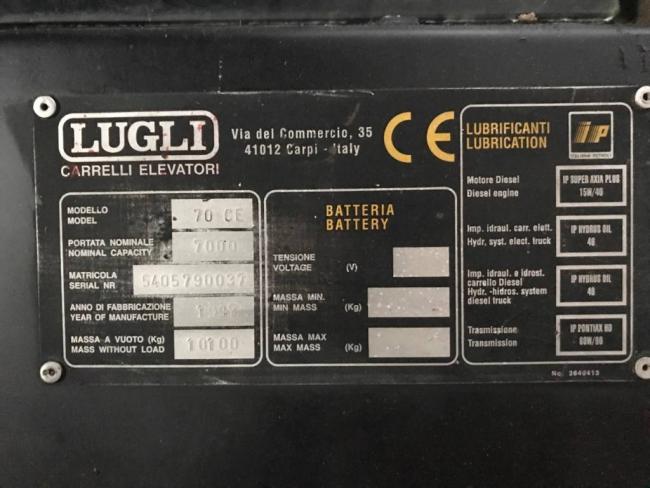 LUGLI
CARRELLI ELEVATORI
Via del Commercio, 35
41012 Carpi - Italy
CE
MODELLO
MODEL
70 CE
PORTATA NOMINALE
NOMINAL CAPACITY
7000
MATRICOLA
SERIAL NR
5405790037
ANNO DI FABBRICAZIONE
YEAR OF MANUFACTURE
MASSA A VUOTO (Kg)
MASS WITHOUT LOAD
10100
BATTERIA
BATTERY
TENSIONE
VOLTAGE (V)
MASSA MIN.
MIN MASS (Kg)
MASSA MAX
MAX MASS (Kg)
LUBRIFICANTI
LUBRICATION
IP
ITALIANA PETROLI
Motore Diesel
Diesel engine
IP SUPER AXIA PLUS
15W/40
Imp. idraul. carr. elett.
Hydr, syst. elect. truck
IP HYDRUS OIL
46
Imp. idraul. e idrost.
carrello Diesel
Hydr. -hidros. system
diesel truck
IP HYDRUS OIL
46
Trasmissione
Transmission
IP PONTIAX HD
80W/90
No. 2640413